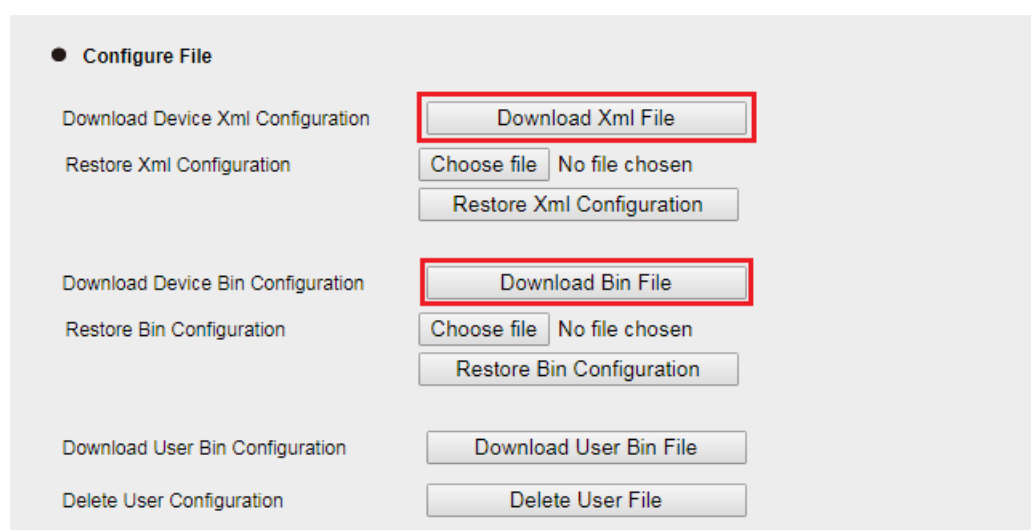 Configure File
Download Device Xml Configuration Download Xml File
Restore Xml Configuration Choose file No file chosen
Restore Xml Configuration
Download Device Bin Configuration Download Bin File
Restore Bin Configuration Choose file No file chosen
Restore Bin Configuration
Download User Bin Configuration Download User Bin File
Delete User Configuration Delete User File